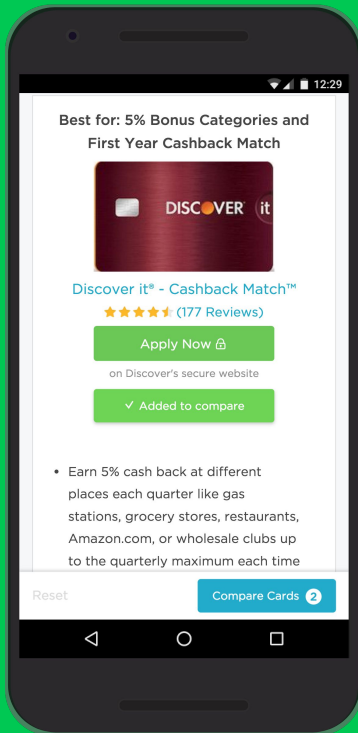 12:29
Best for: 5% Bonus Categories and
First Year Cashback Match
DISCOVER it
Discover it® - Cashback Match™
(177 Reviews)
Apply Now
on Discover's secure website
✓ Added to compare
• Earn 5% cash back at different
places each quarter like gas
stations, grocery stores, restaurants,
Amazon.com, or wholesale clubs up
to the quarterly maximum each time
Reset
Compare Cards 2